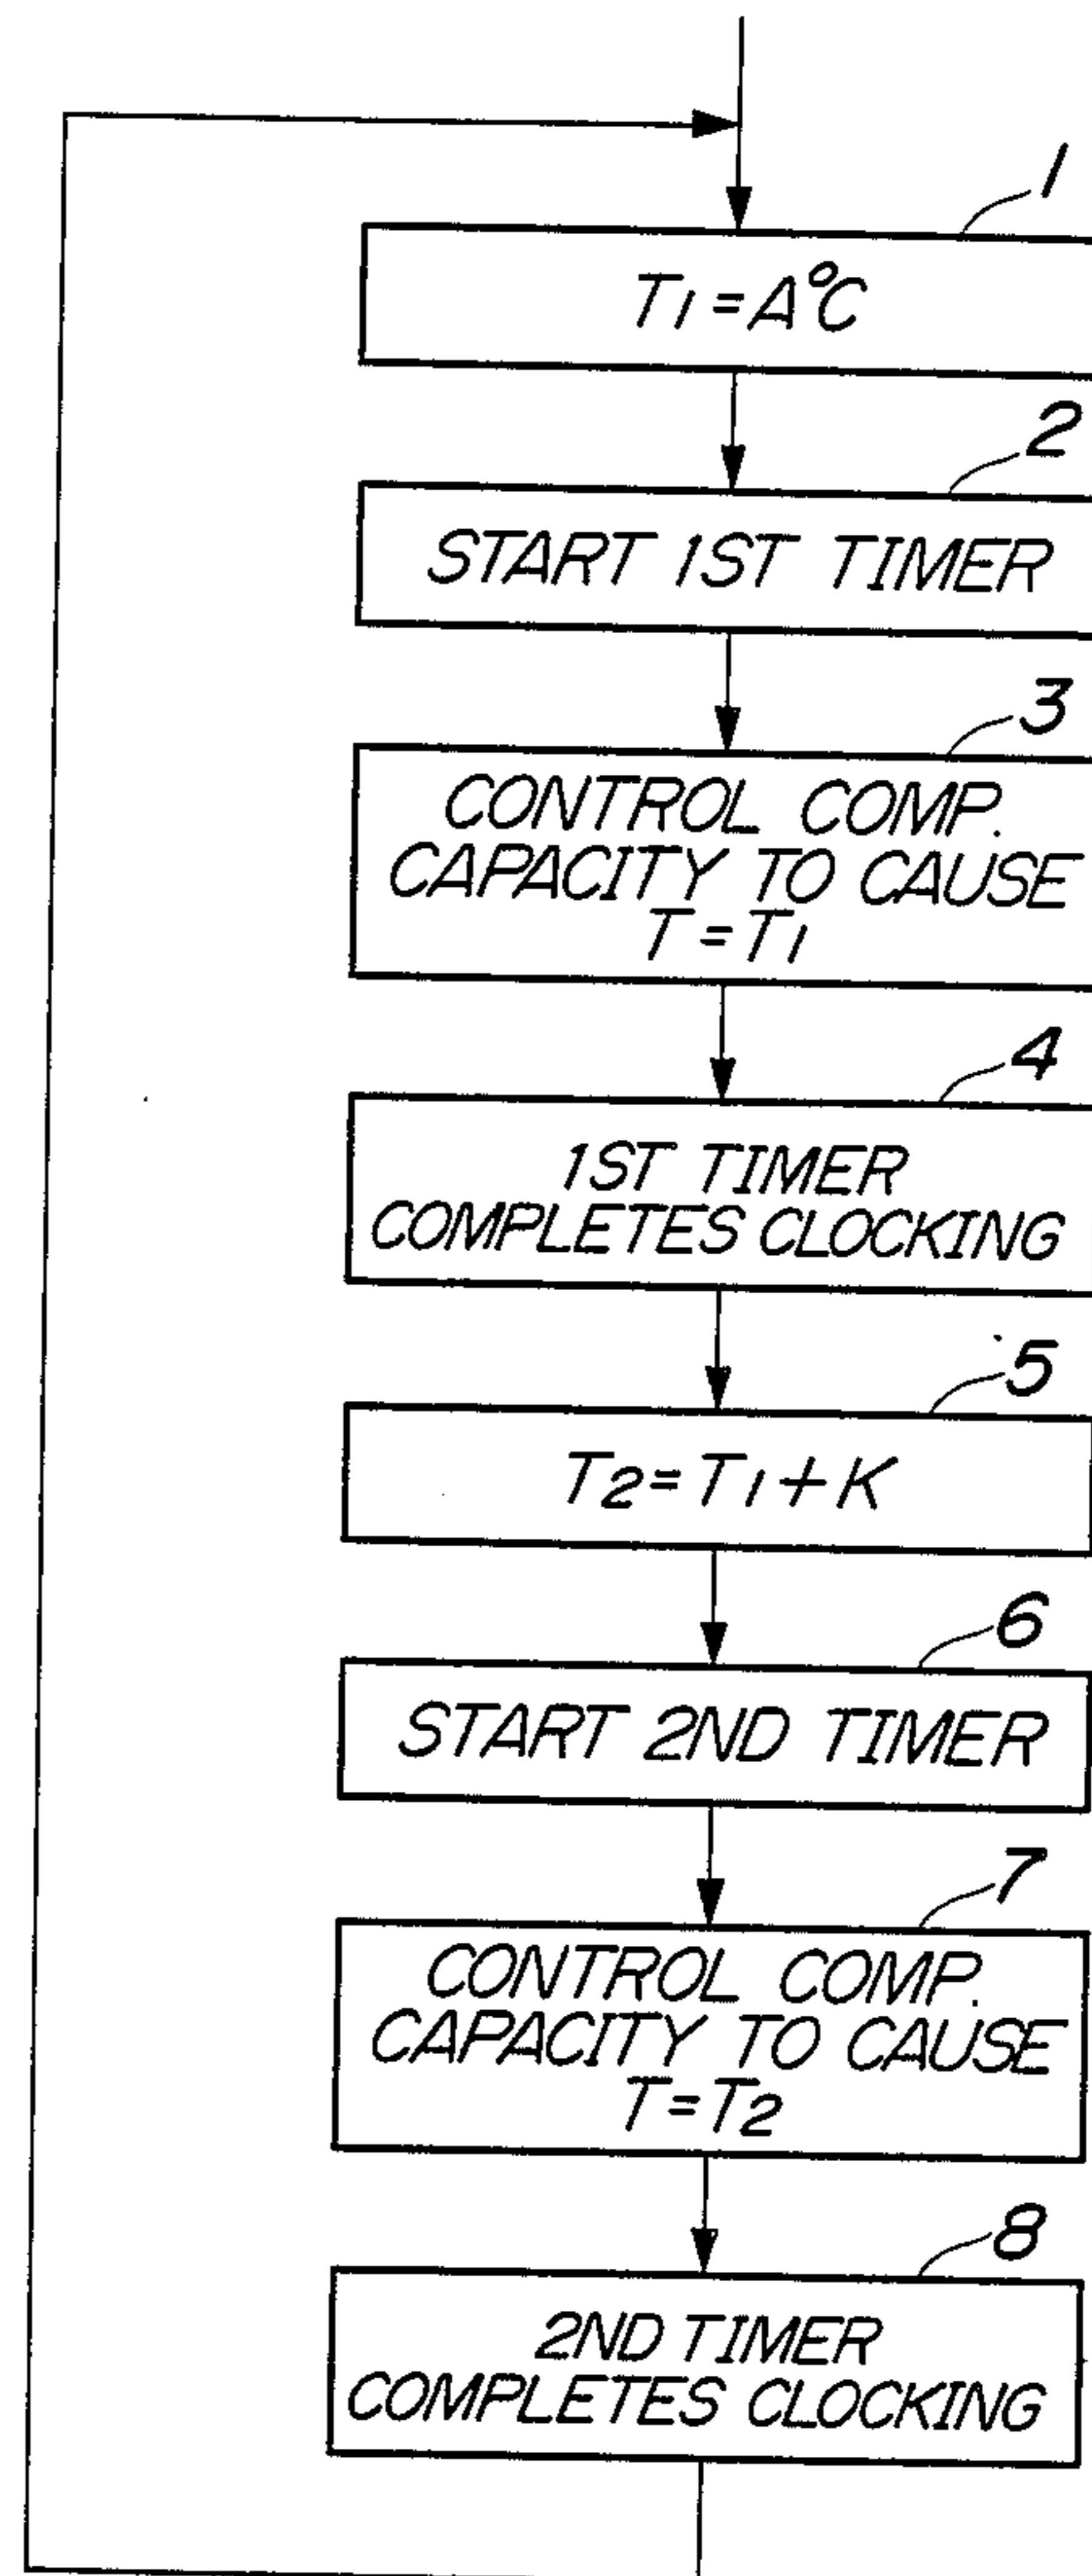 1
T1=A°C
2
START 1ST TIMER
3
CONTROL COMP.
CAPACITY TO CAUSE
T=T1
4
1ST TIMER
COMPLETES CLOCKING
5
T2=T1+K
6
START 2ND TIMER
7
CONTROL COMP.
CAPACITY TO CAUSE
T=T2
8
2ND TIMER
COMPLETES CLOCKING